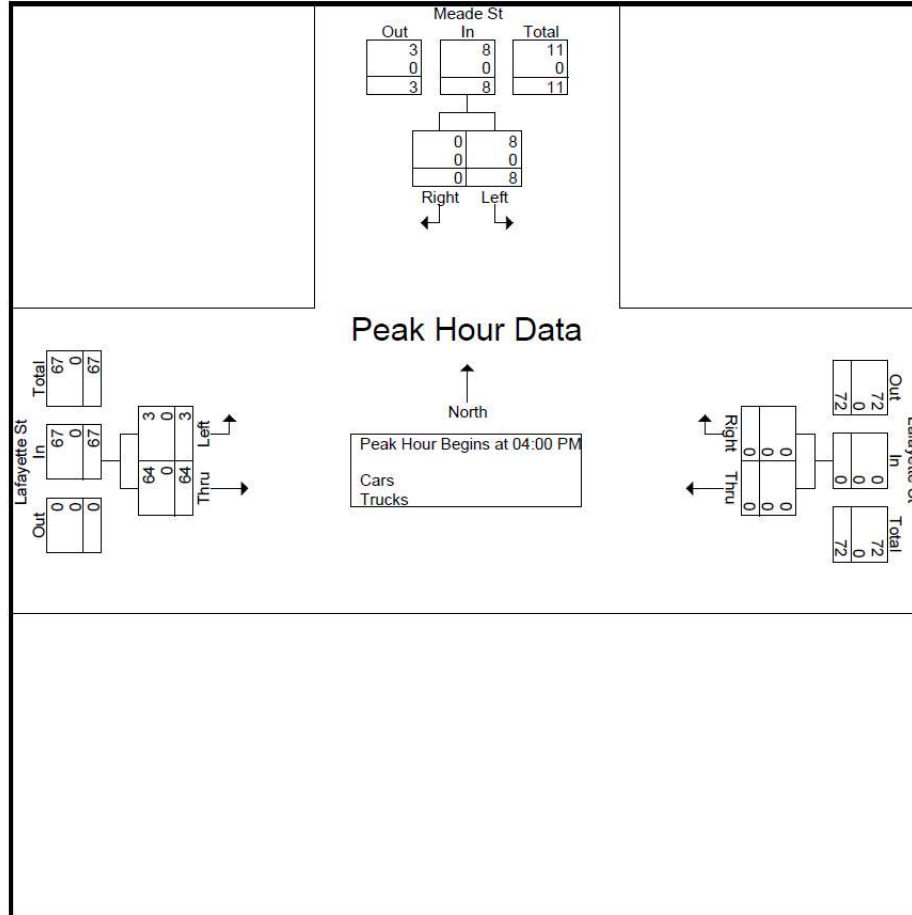 Meade St
Out In Total
3 8 11
0 0 0
3 8 11
0 8
0 0
0 8
Right Left
Peak Hour Data
North
Peak Hour Begins at 04:00 PM
Cars
Trucks
Lafayette St
Out In Total
0 67 67
0 0 0
0 67 67
Left Thru
3 64
0 0
3 64
Lafayette St
Out In Total
72 0 72
0 0 0
72 0 72
Right Thru
0 0
0 0
0 0